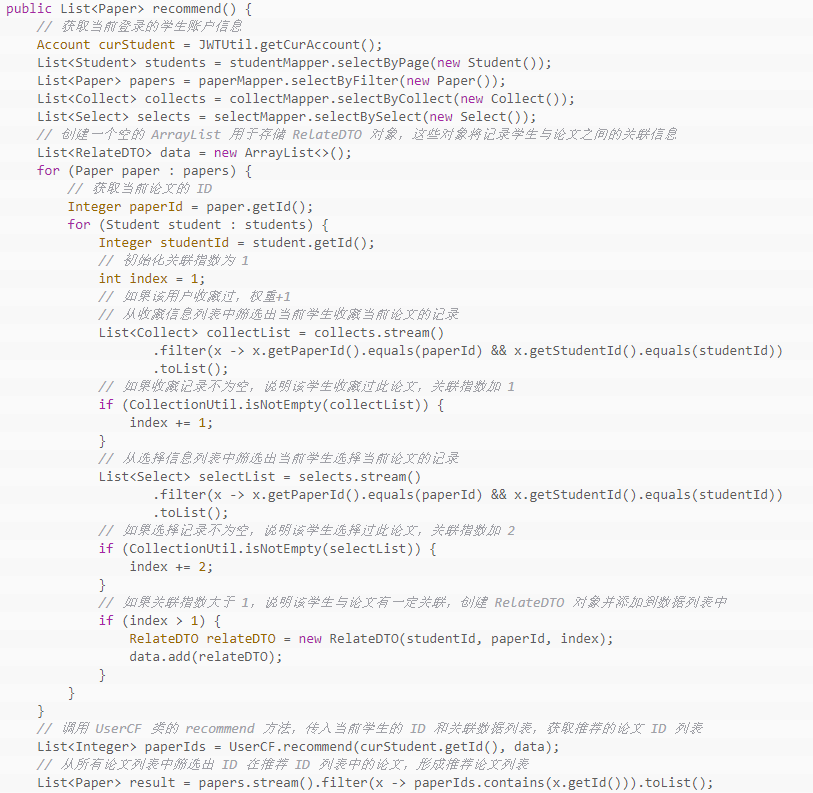 public List<Paper> recommend() {
    // 获取当前登录的学生账户信息
    Account curStudent = JWTUtil.getCurAccount();
    List<Student> students = studentMapper.selectByPage(new Student());
    List<Paper> papers = paperMapper.selectByFilter(new Paper());
    List<Collect> collects = collectMapper.selectByCollect(new Collect());
    List<Select> selects = selectMapper.selectBySelect(new Select());
    // 创建一个空的 ArrayList 用于存储 RelateDTO 对象，这些对象将记录学生与论文之间的关联信息
    List<RelateDTO> data = new ArrayList<>();
    for (Paper paper : papers) {
        // 获取当前论文的 ID
        Integer paperId = paper.getId();
        for (Student student : students) {
            Integer studentId = student.getId();
            // 初始化关联指数为 1
            int index = 1;
            // 如果该用户收藏过，权重+1
            // 从收藏信息列表中筛选出当前学生收藏当前论文的记录
            List<Collect> collectList = collects.stream()
                    .filter(x -> x.getPaperId().equals(paperId) && x.getStudentId().equals(studentId))
                    .toList();
            // 如果收藏记录不为空，说明该学生收藏过此论文，关联指数加 1
            if (CollectionUtil.isNotEmpty(collectList)) {
                index += 1;
            }
            // 从选择信息列表中筛选出当前学生选择当前论文的记录
            List<Select> selectList = selects.stream()
                    .filter(x -> x.getPaperId().equals(paperId) && x.getStudentId().equals(studentId))
                    .toList();
            // 如果选择记录不为空，说明该学生选择过此论文，关联指数加 2
            if (CollectionUtil.isNotEmpty(selectList)) {
                index += 2;
            }
            // 如果关联指数大于 1，说明该学生与论文有一定关联，创建 RelateDTO 对象并添加到数据列表中
            if (index > 1) {
                RelateDTO relateDTO = new RelateDTO(studentId, paperId, index);
                data.add(relateDTO);
            }
        }
    }
    // 调用 UserCF 类的 recommend 方法，传入当前学生的 ID 和关联数据列表，获取推荐的论文 ID 列表
    List<Integer> paperIds = UserCF.recommend(curStudent.getId(), data);
    // 从所有论文列表中筛选出 ID 在推荐 ID 列表中的论文，形成推荐论文列表
    List<Paper> result = papers.stream().filter(x -> paperIds.contains(x.getId())).toList();